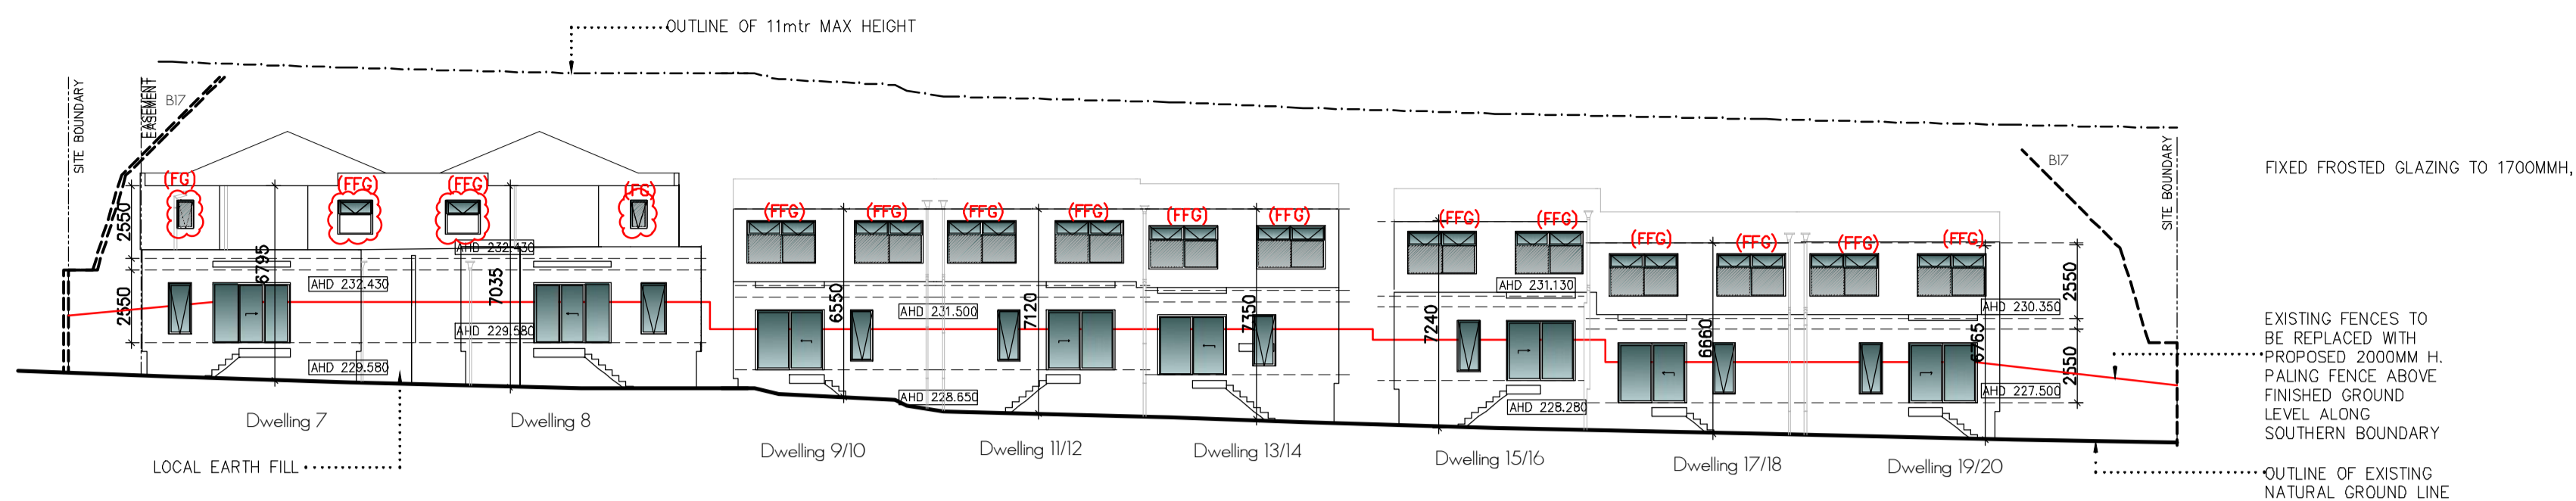 OUTLINE OF 11mtr MAX HEIGHT
SITE BOUNDARY
EASEMENT
B17
B17
SITE BOUNDARY
FIXED FROSTED GLAZING TO 1700MMH,
(FG)
(FFG)
(FFG)
(FG)
(FFG)
(FFG)
(FFG)
(FFG)
(FFG)
(FFG)
(FFG)
(FFG)
(FFG)
(FFG)
(FFG)
(FFG)
2550
2550
6795
7035
6550
7120
7350
7240
6660
6765
2550
2550
AHD 232.430
AHD 232.430
AHD 229.580
AHD 229.580
AHD 231.500
AHD 228.650
AHD 231.130
AHD 228.280
AHD 230.350
AHD 227.500
EXISTING FENCES TO
BE REPLACED WITH
PROPOSED 2000MM H.
PALING FENCE ABOVE
FINISHED GROUND
LEVEL ALONG
SOUTHERN BOUNDARY
Dwelling 7
Dwelling 8
Dwelling 9/10
Dwelling 11/12
Dwelling 13/14
Dwelling 15/16
Dwelling 17/18
Dwelling 19/20
LOCAL EARTH FILL
OUTLINE OF EXISTING
NATURAL GROUND LINE